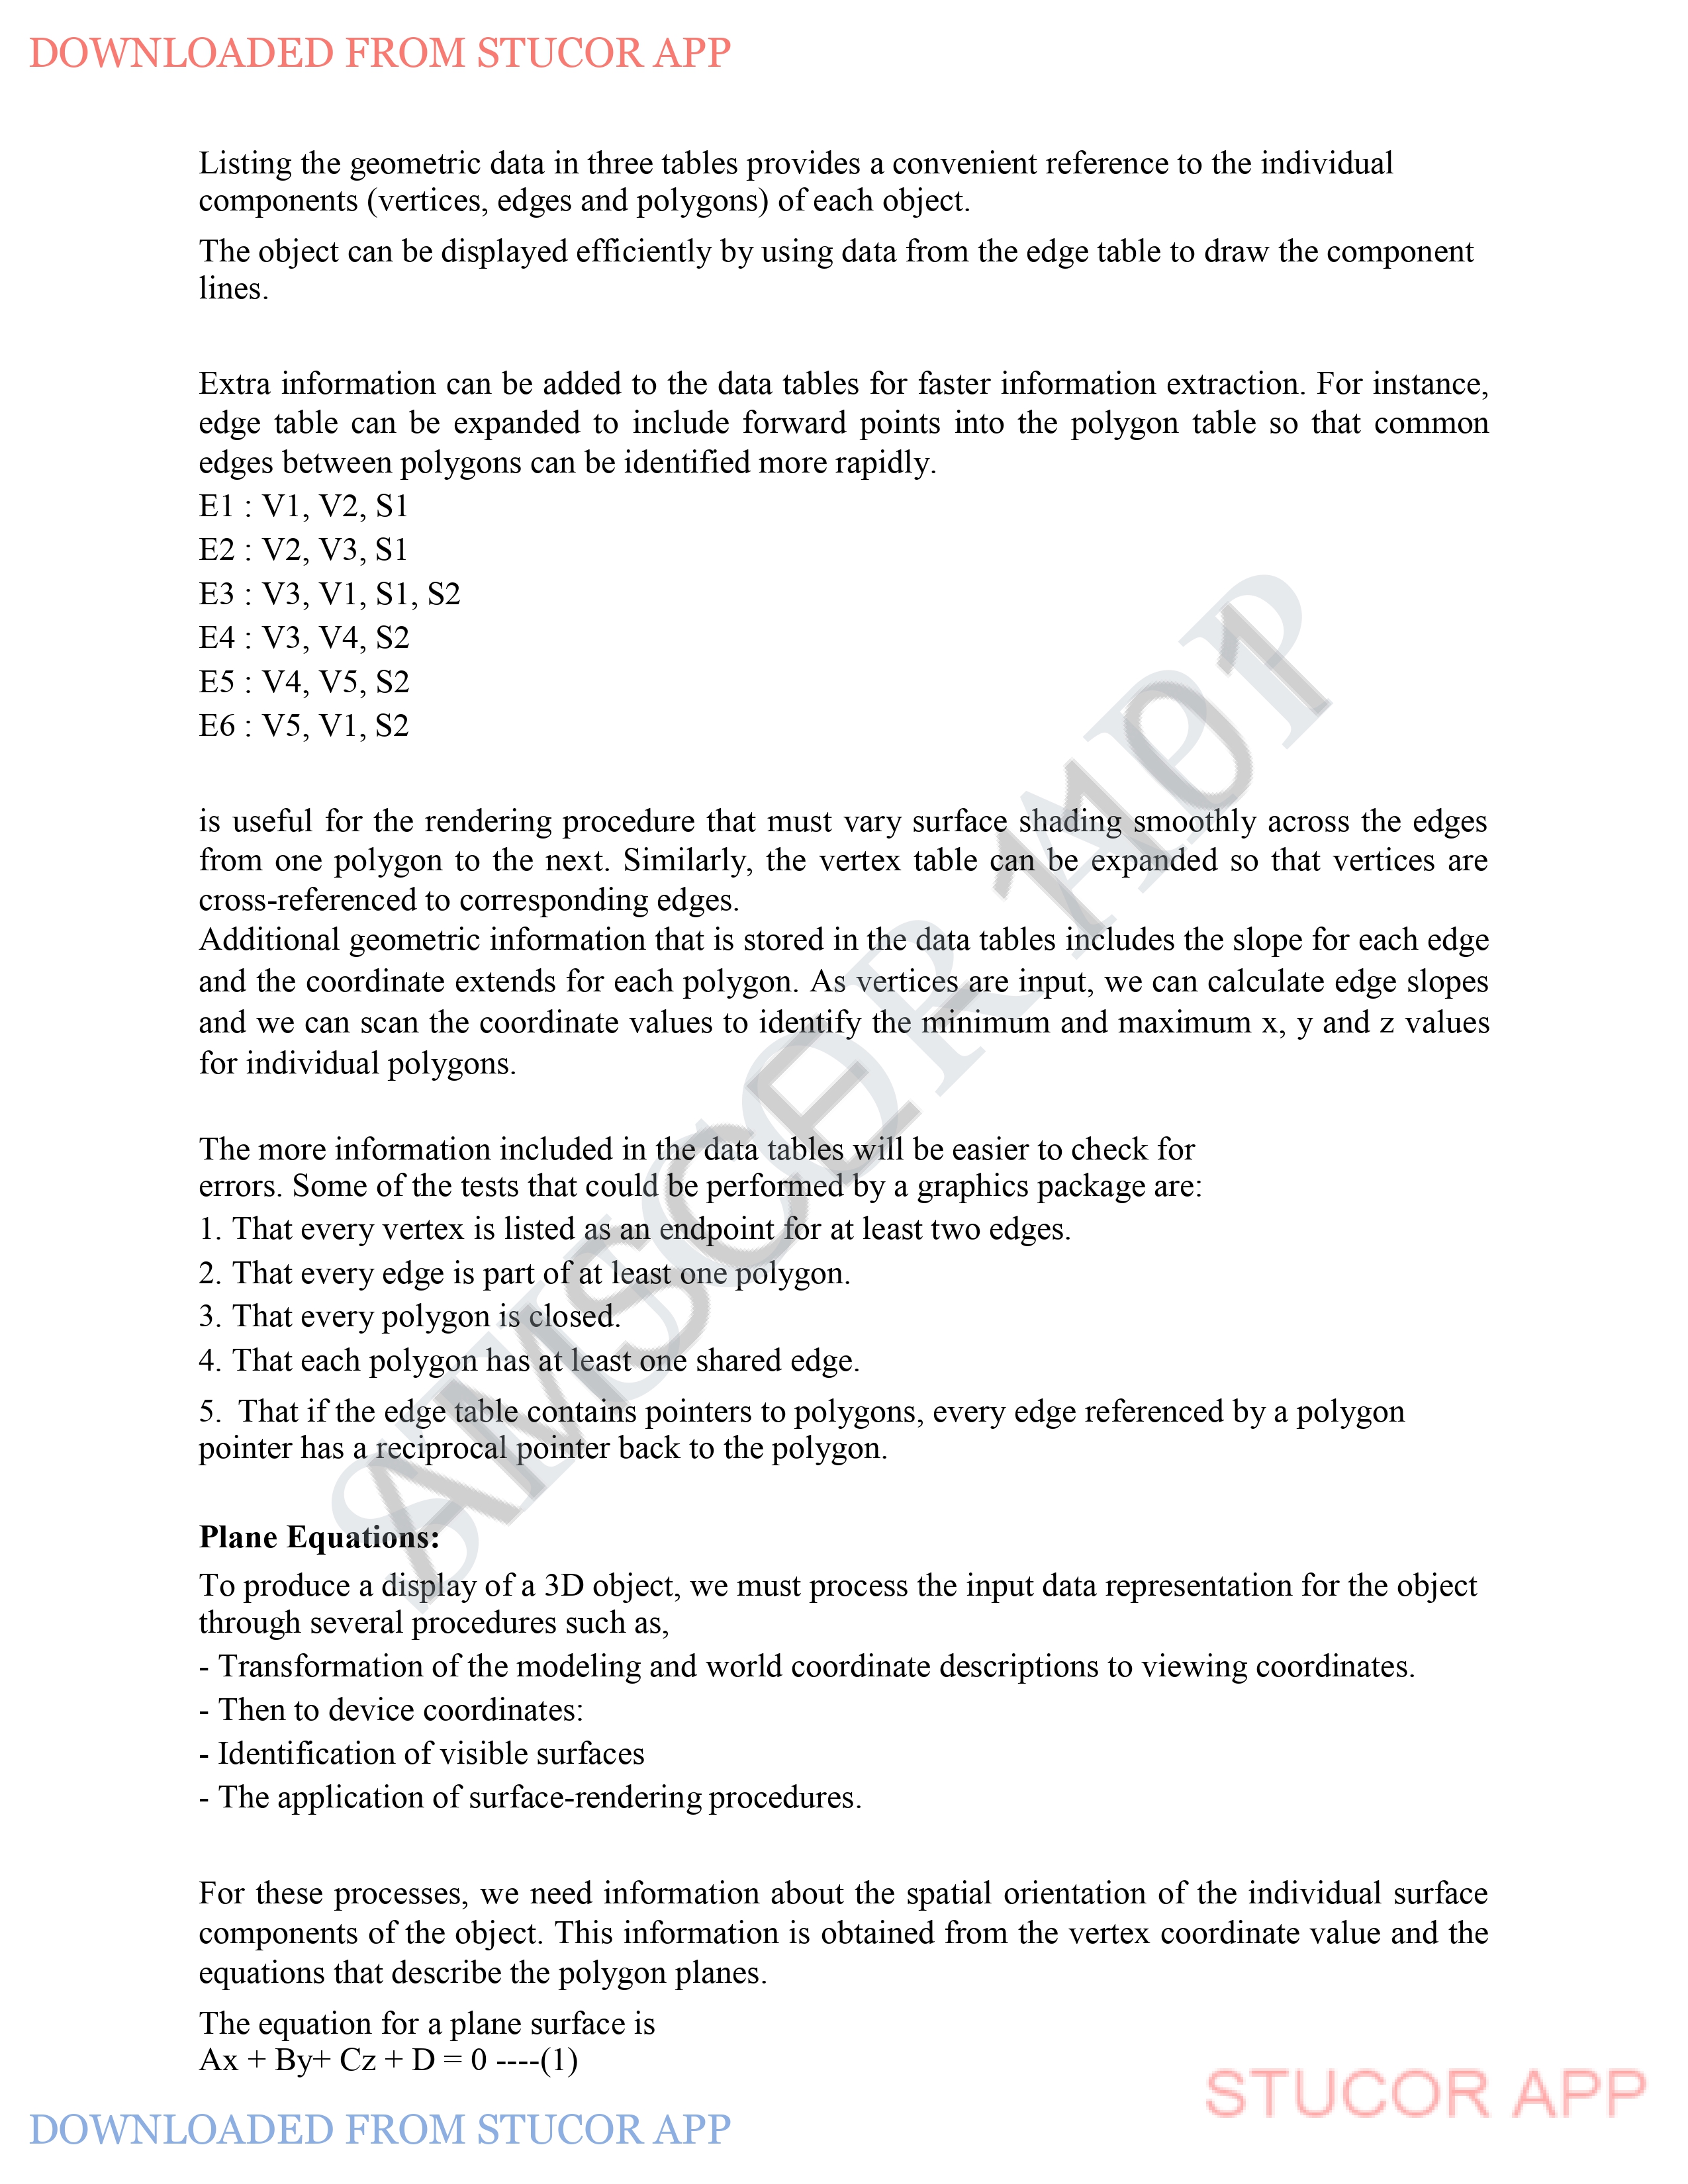 DOWNLOADED FROM STUCOR APP
Listing the geometric data in three tables provides a convenient reference to the individual
components (vertices, edges and polygons) of each object.
The object can be displayed efficiently by using data from the edge table to draw the component
lines.
Extra information can be added to the data tables for faster information extraction. For instance,
edge table can be expanded to include forward points into the polygon table so that common
edges between polygons can be identified more rapidly.
E1 : V1, V2, S1
E2 : V2, V3, S1
E3 : V3, V1, S1, S2
E4 : V3, V4, S2
E5 : V4, V5, S2
E6 : V5, V1, S2
is useful for the rendering procedure that must vary surface shading smoothly across the edges
from one polygon to the next. Similarly, the vertex table can be expanded so that vertices are
cross-referenced to corresponding edges.
Additional geometric information that is stored in the data tables includes the slope for each edge
and the coordinate extends for each polygon. As vertices are input, we can calculate edge slopes
and we can scan the coordinate values to identify the minimum and maximum x, y and z values
for individual polygons.
The more information included in the data tables will be easier to check for
errors. Some of the tests that could be performed by a graphics package are:
1. That every vertex is listed as an endpoint for at least two edges.
2. That every edge is part of at least one polygon.
3. That every polygon is closed.
4. That each polygon has at least one shared edge.
5.  That if the edge table contains pointers to polygons, every edge referenced by a polygon
pointer has a reciprocal pointer back to the polygon.
Plane Equations:
To produce a display of a 3D object, we must process the input data representation for the object
through several procedures such as,
- Transformation of the modeling and world coordinate descriptions to viewing coordinates.
- Then to device coordinates:
- Identification of visible surfaces
- The application of surface-rendering procedures.
For these processes, we need information about the spatial orientation of the individual surface
components of the object. This information is obtained from the vertex coordinate value and the
equations that describe the polygon planes.
The equation for a plane surface is
Ax + By+ Cz + D = 0 ----(1)
STUCOR APP
DOWNLOADED FROM STUCOR APP
STUCOR APP
AMSCE 1101